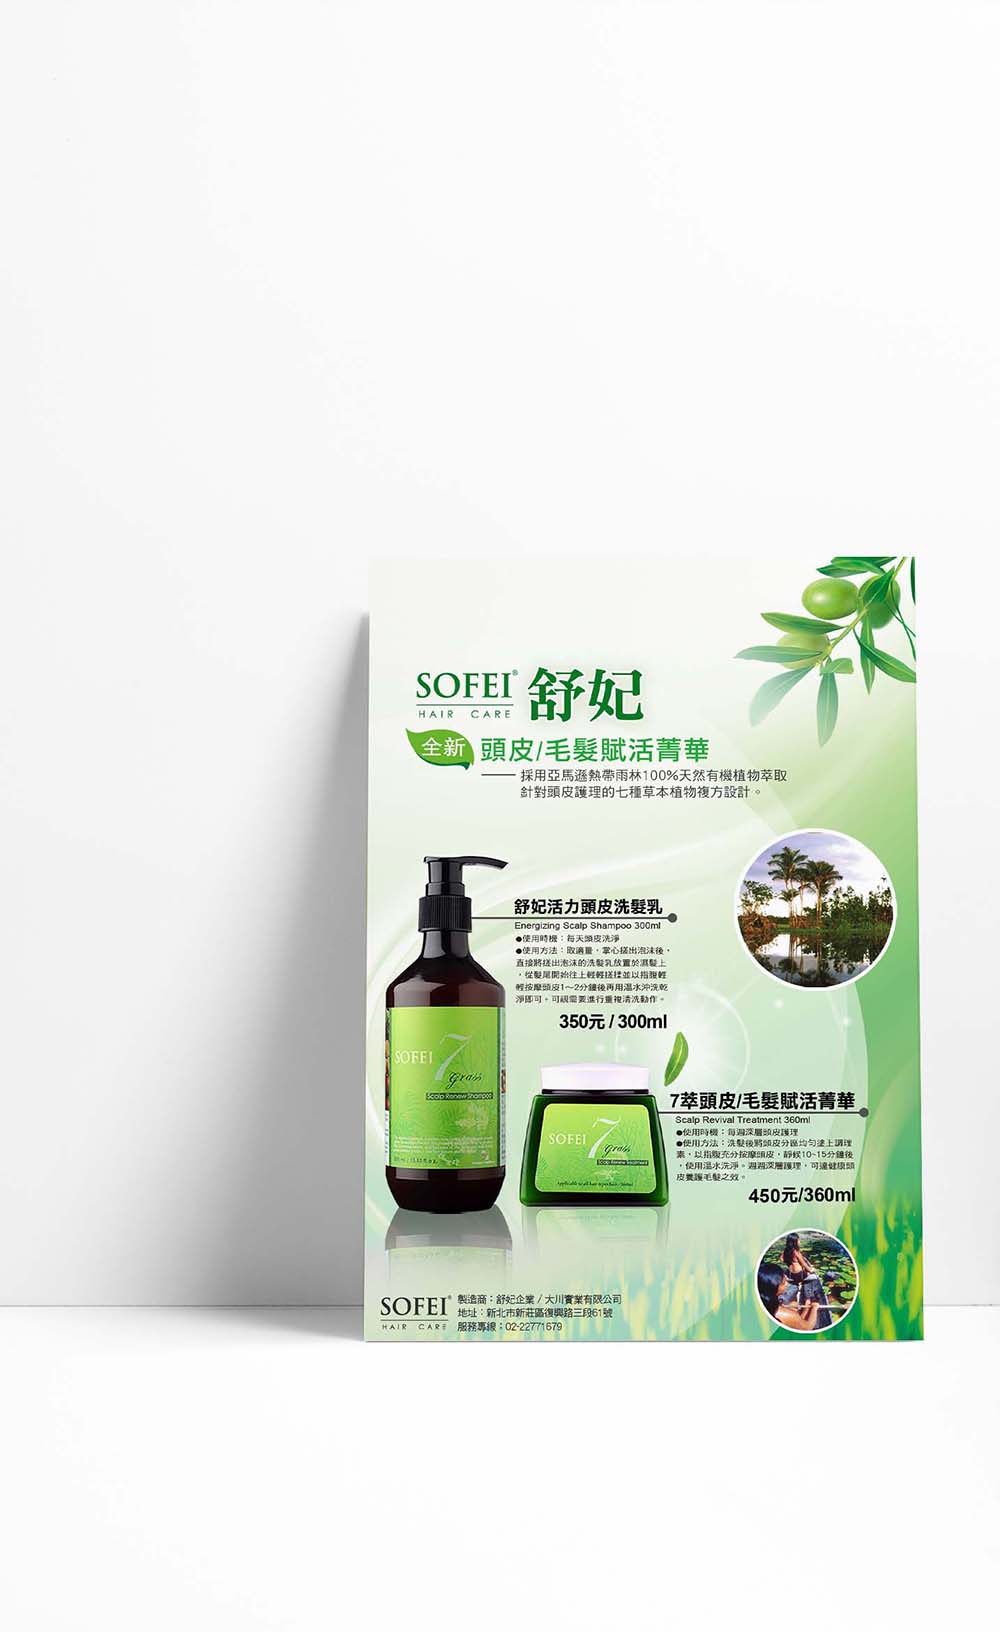 SOFEI® 舒妃
HAIR CARE
全新 頭皮/毛髮賦活菁華
採用亞馬遜熱帶雨林100%天然有機植物萃取
針對頭皮護理的七種草本植物複方設計。
舒妃活力頭皮洗髮乳
Energizing Scalp Shampoo 300ml
●使用時機：每天頭皮洗淨
●使用方法：取適量，掌心搓出泡沫後，
直接將搓出泡沫的洗髮乳放置於濕髮上
，從髮尾開始往上輕輕搓揉並以指腹輕
輕按摩頭皮1～2分鐘後再用溫水沖洗乾
淨即可。可視需要進行重複清洗動作。
350元 / 300ml
SOFEI 7
Grass
Scalp Renew Shampoo
7萃頭皮/毛髮賦活菁華
Scalp Revival Treatment 360ml
●使用時機：每週深層頭皮護理
●使用方法：洗髮後將頭皮分區均勻塗上調理
素，以指腹充分按摩頭皮，靜候10~15分鐘後
，使用溫水洗淨。週週深層護理，可達健康頭
皮養護毛髮之效。
450元/360ml
SOFEI 7
Grass
Scalp Renew Treatment
SOFEI®
HAIR CARE
製造商：舒妃企業 / 大川實業有限公司
地址：新北市新莊區復興路三段61號
服務專線：02-22771679